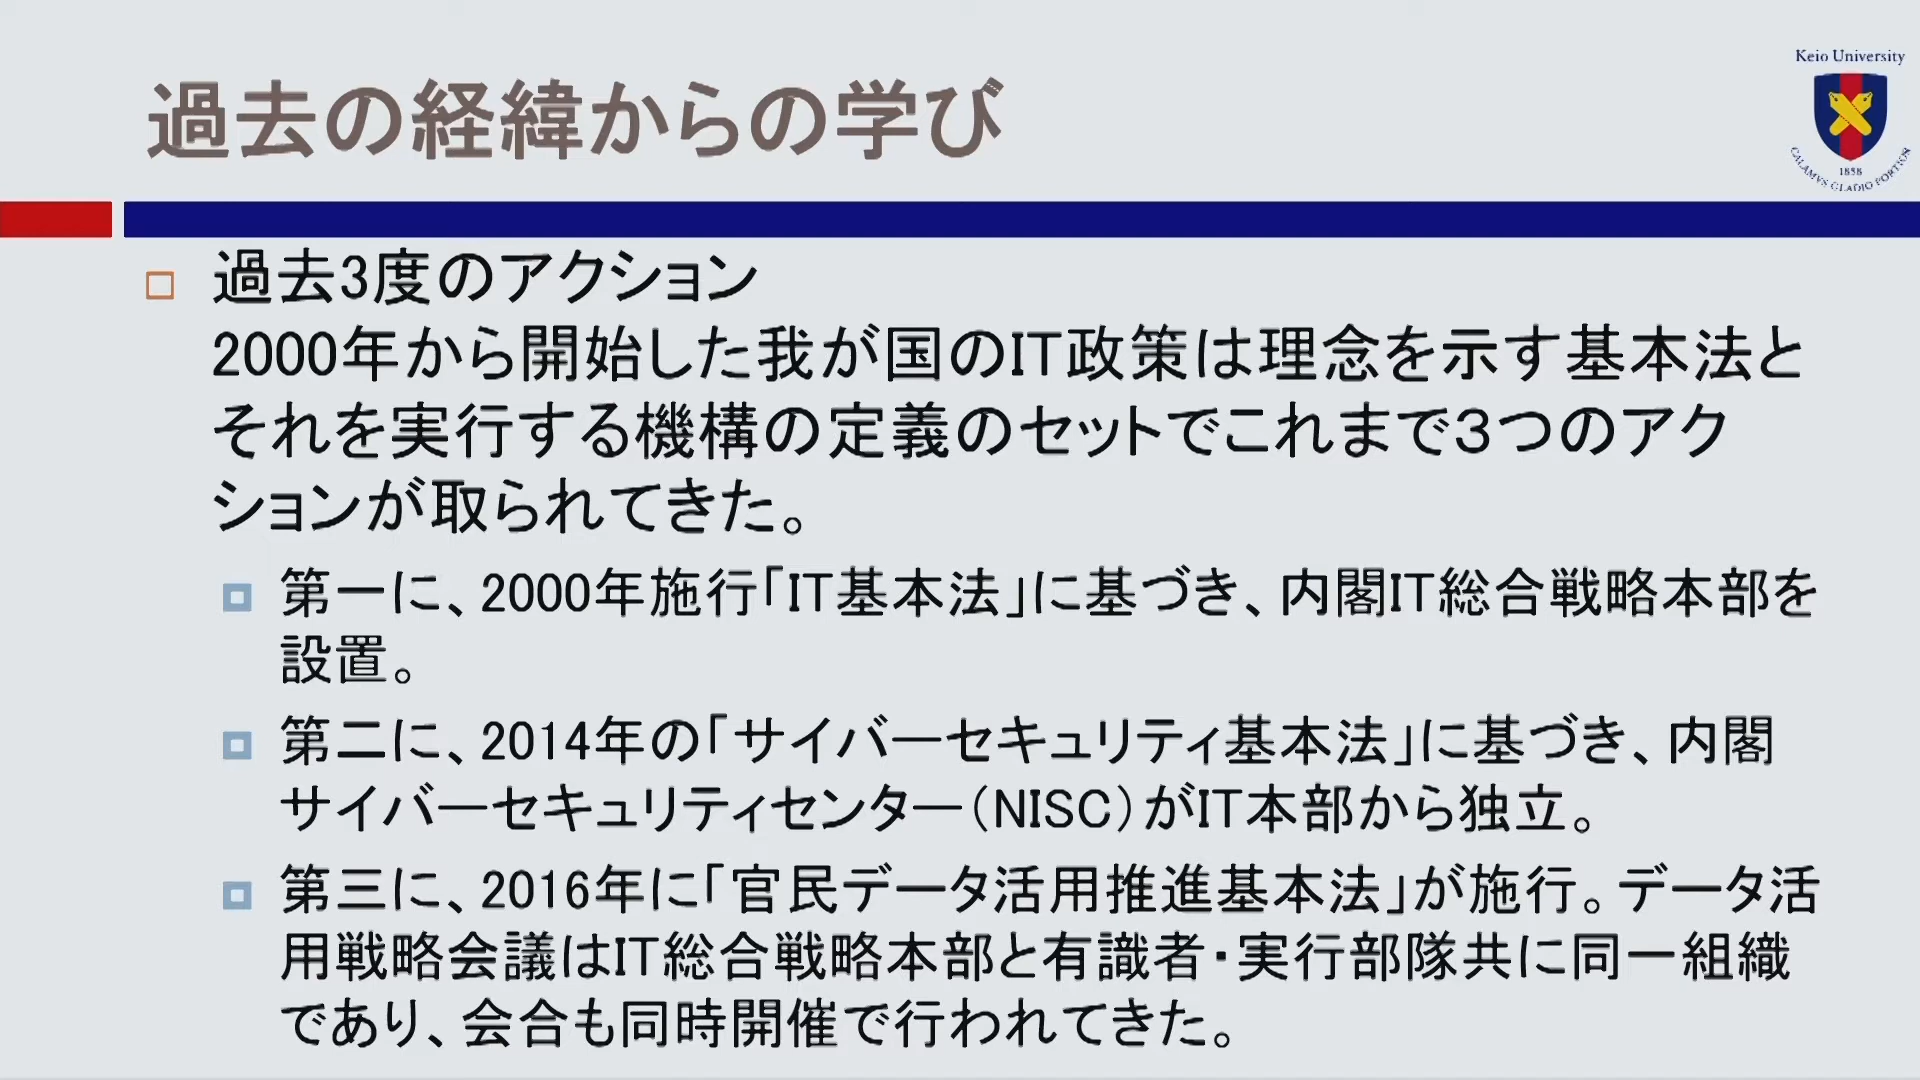 過去の経緯からの学び
Keio University
1858
CALAMVS GLADIO FORTIOR
過去3度のアクション
2000年から開始した我が国のIT政策は理念を示す基本法と
それを実行する機構の定義のセットでこれまで３つのアク
ションが取られてきた。
第一に、2000年施行「IT基本法」に基づき、内閣IT総合戦略本部を
設置。
第二に、2014年の「サイバーセキュリティ基本法」に基づき、内閣
サイバーセキュリティセンター（NISC）がIT本部から独立。
第三に、2016年に「官民データ活用推進基本法」が施行。データ活
用戦略会議はIT総合戦略本部と有識者・実行部隊共に同一組織
であり、会合も同時開催で行われてきた。